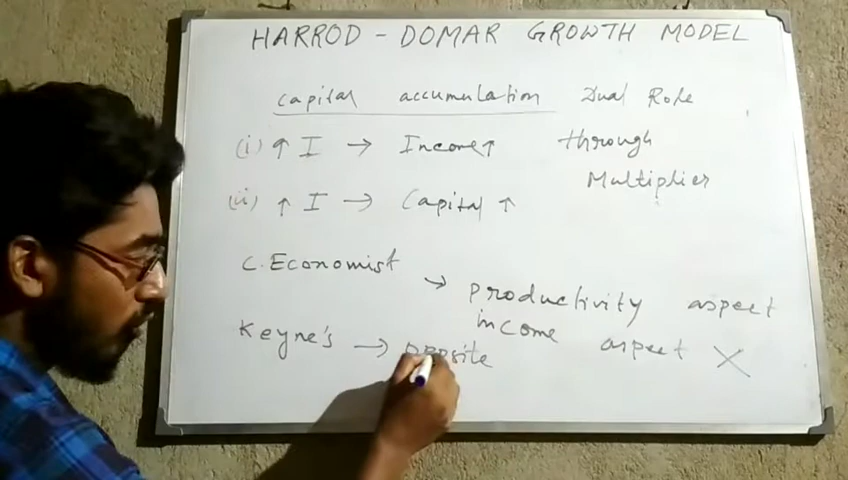 HARROD - DOMAR GROWTH MODEL
capital accumulation Dual Role
(i) ↑ I → Income↑ through
Multiplier
(ii) ↑ I → Capital ↑
C. Economist → productivity aspect
income aspect X
Keyne's → opposite